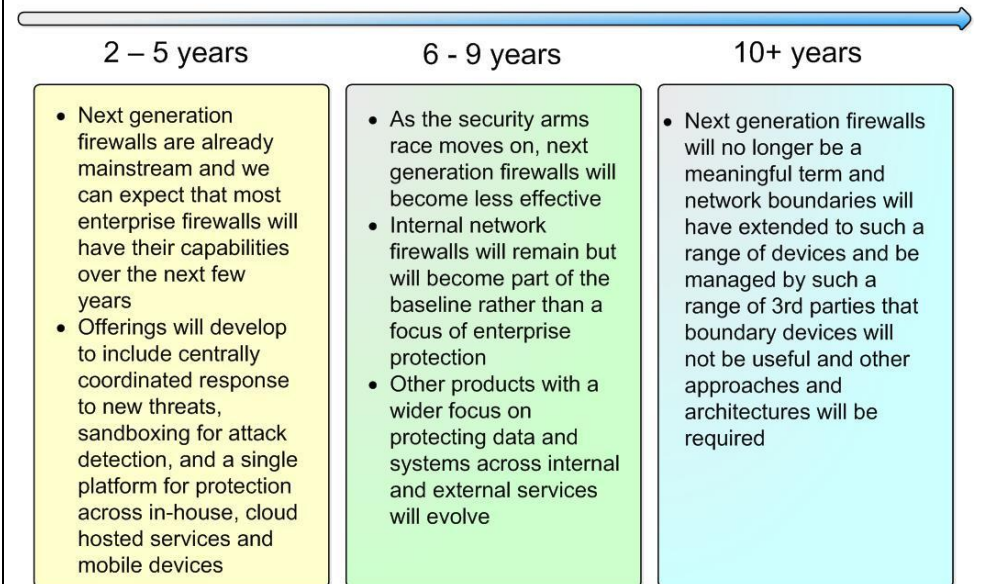 2 – 5 years
• Next generation
firewalls are already
mainstream and we
can expect that most
enterprise firewalls will
have their capabilities
over the next few
years
• Offerings will develop
to include centrally
coordinated response
to new threats,
sandboxing for attack
detection, and a single
platform for protection
across in-house, cloud
hosted services and
mobile devices
6 - 9 years
• As the security arms
race moves on, next
generation firewalls will
become less effective
• Internal network
firewalls will remain but
will become part of the
baseline rather than a
focus of enterprise
protection
• Other products with a
wider focus on
protecting data and
systems across internal
and external services
will evolve
10+ years
• Next generation firewalls
will no longer be a
meaningful term and
network boundaries will
have extended to such a
range of devices and be
managed by such a
range of 3rd parties that
boundary devices will
not be useful and other
approaches and
architectures will be
required